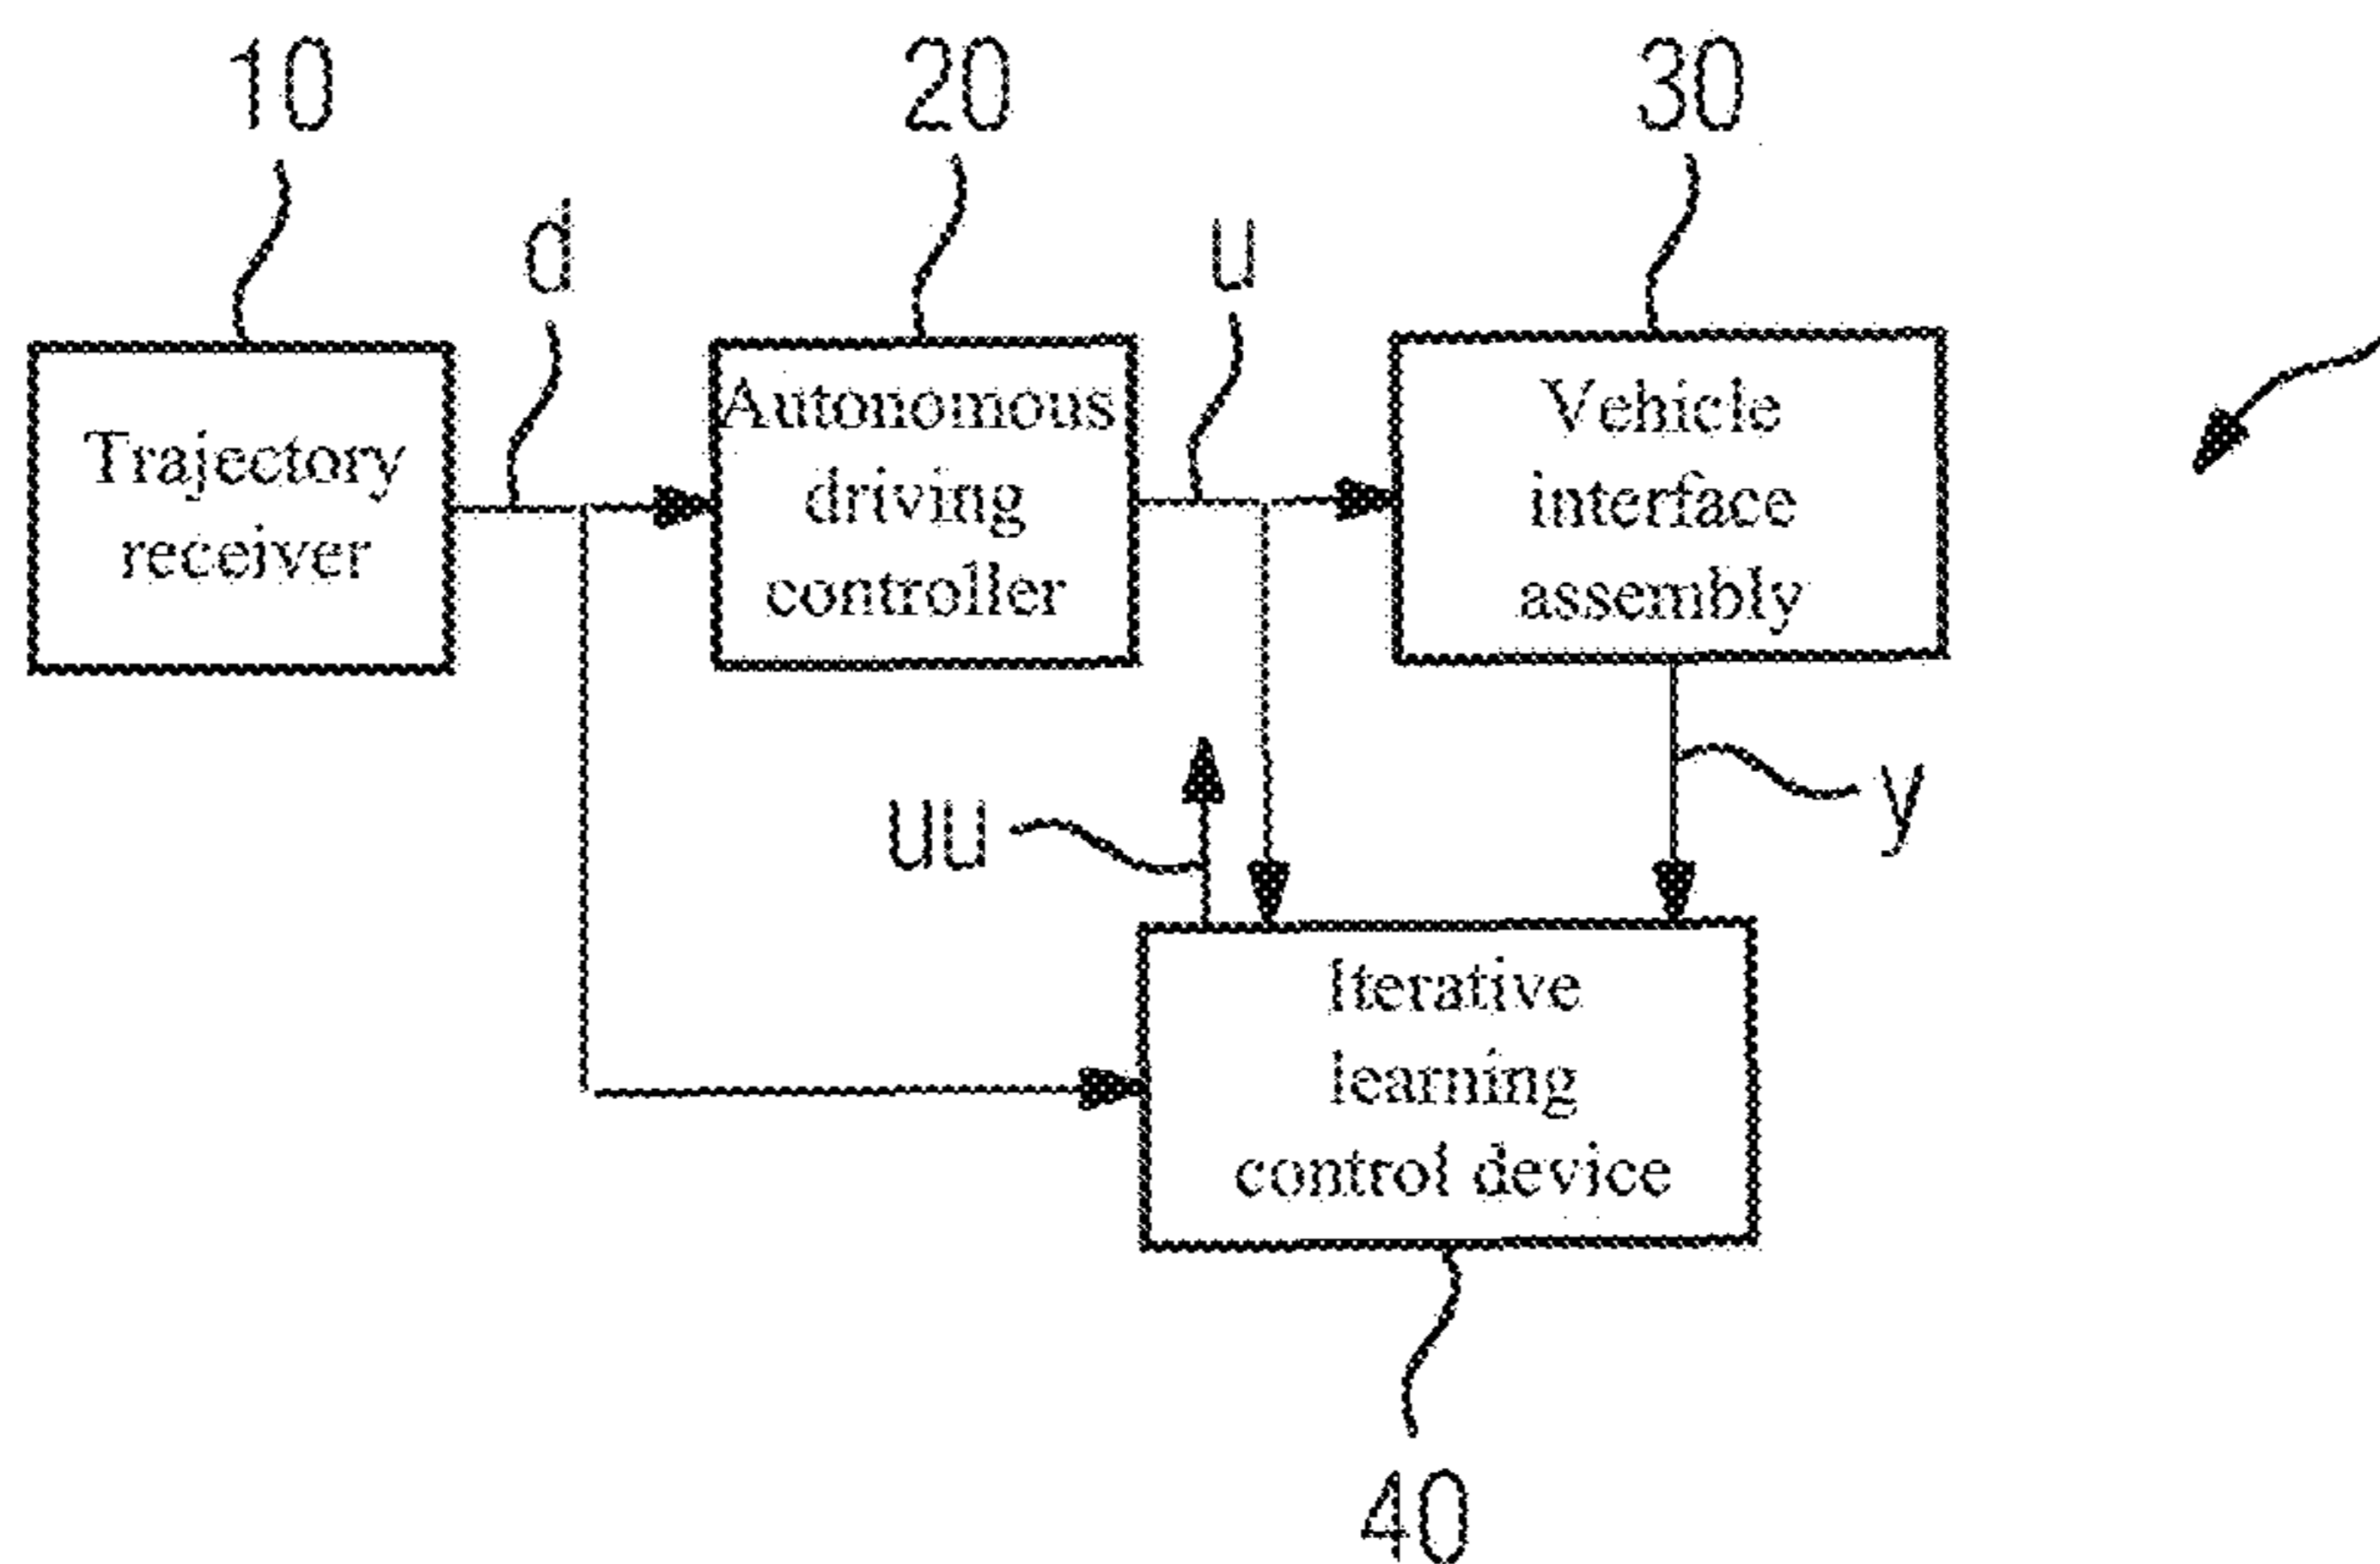 10
20
30
d
u
Trajectory
receiver
Autonomous
driving
controller
Vehicle
interface
assembly
uu
y
Iterative
learning
control device
40